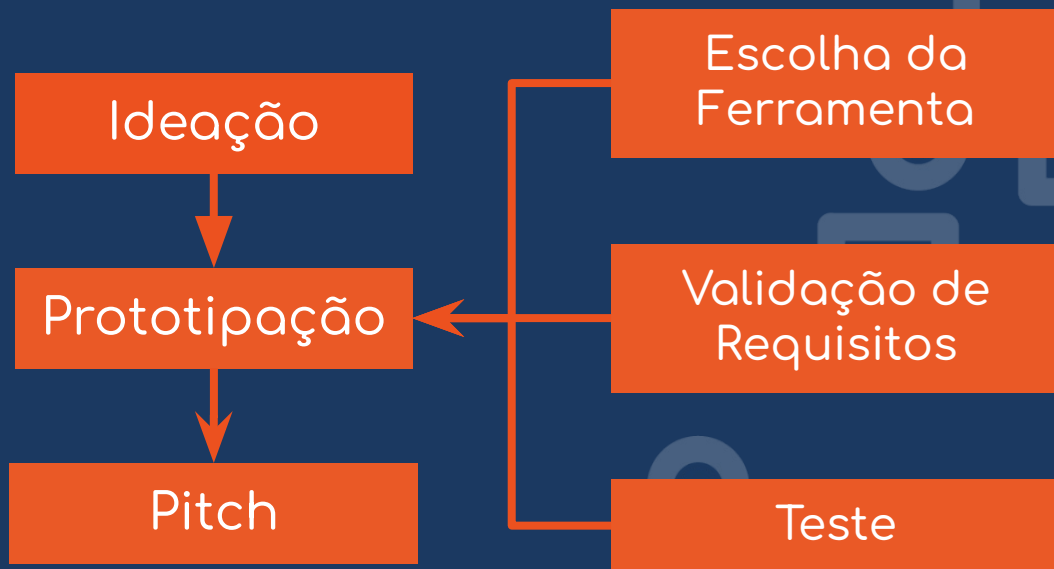 Ideação
Prototipação
Pitch
Escolha da
Ferramenta
Validação de
Requisitos
Teste